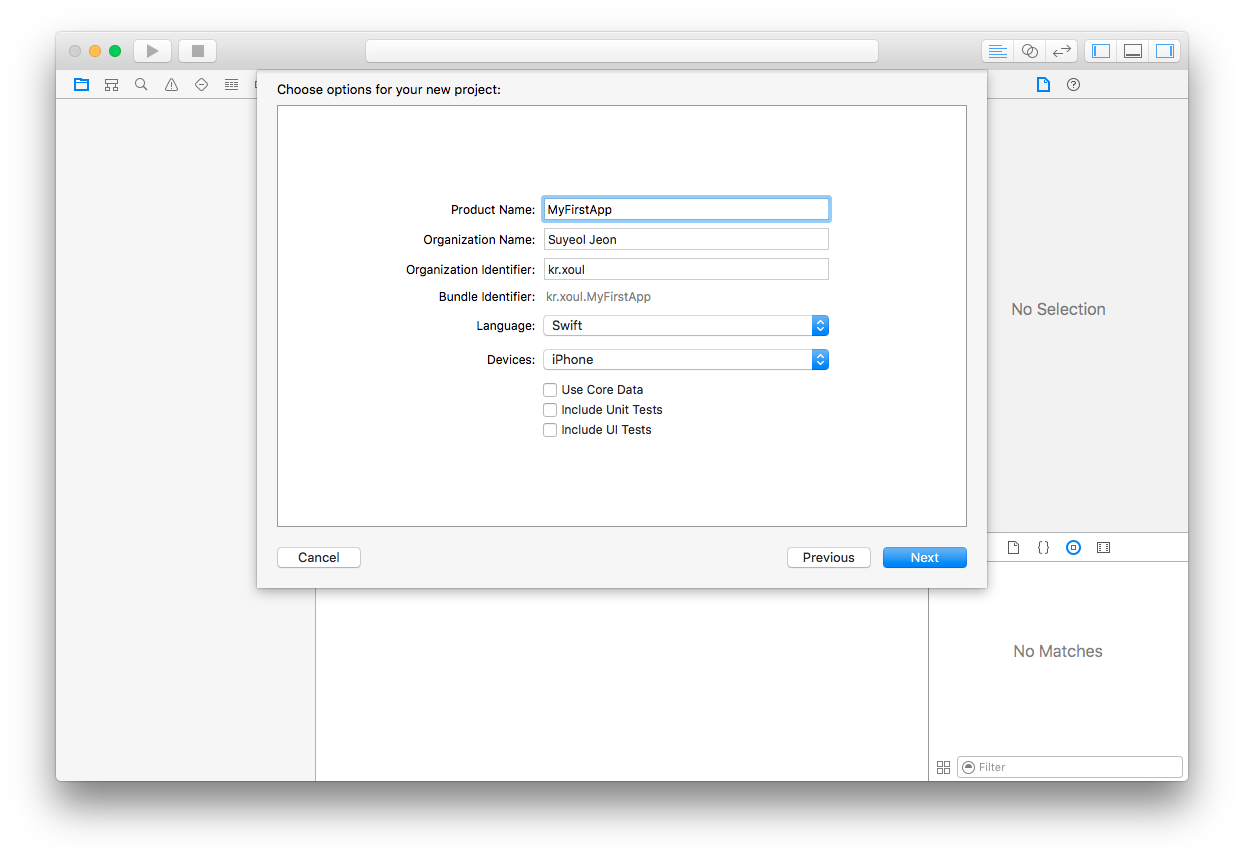 Choose options for your new project:
Product Name: MyFirstApp
Organization Name: Suyeol Jeon
Organization Identifier: kr.xoul
Bundle Identifier: kr.xoul.MyFirstApp
Language: Swift
Devices: iPhone
Use Core Data
Include Unit Tests
Include UI Tests
Cancel
Previous
Next
No Selection
No Matches
Filter